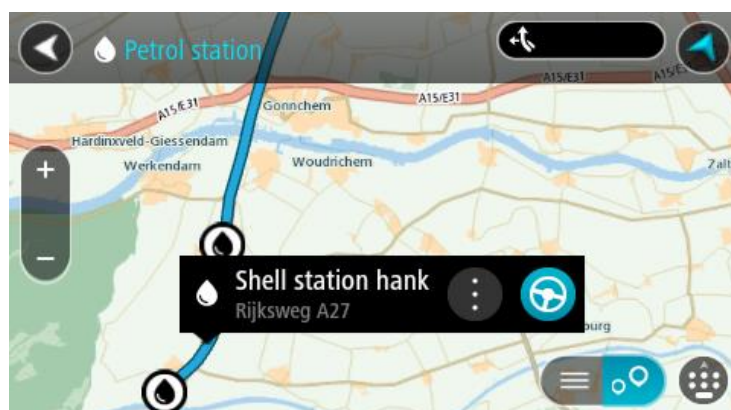 Petrol station
A15/E31
A15/E31
A15/E31
Gonnchem
Hardinxveld-Giessendam
Werkendam
Woudrichem
Zalt
Shell station hank
Rijksweg A27
burg